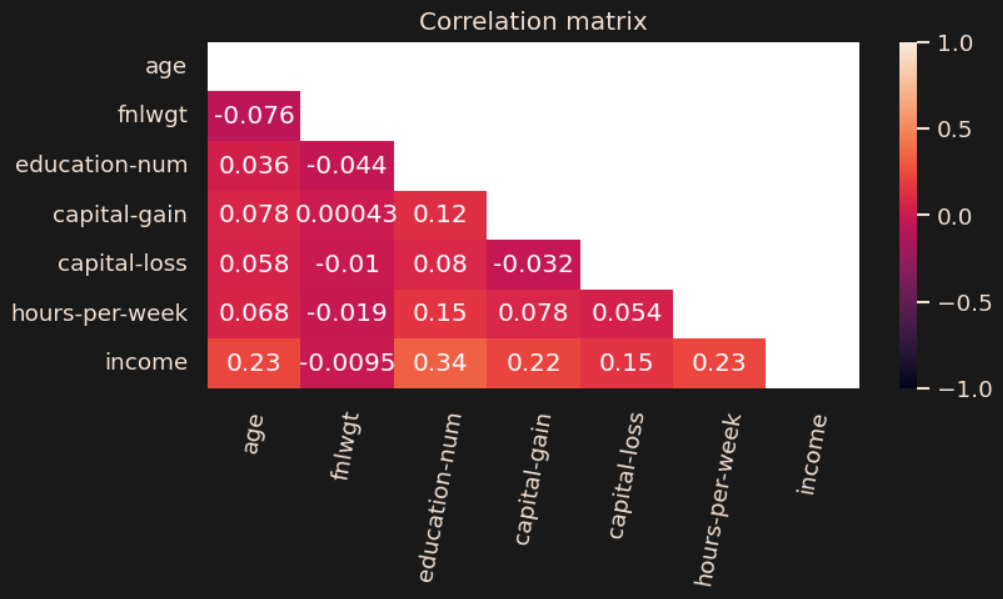 Correlation matrix
age
fnlwgt -0.076
education-num 0.036 -0.044
capital-gain 0.078 0.00043 0.12
capital-loss 0.058 -0.01 0.08 -0.032
hours-per-week 0.068 -0.019 0.15 0.078 0.054
income 0.23 -0.0095 0.34 0.22 0.15 0.23
age fnlwgt education-num capital-gain capital-loss hours-per-week income
1.0
0.5
0.0
−0.5
−1.0